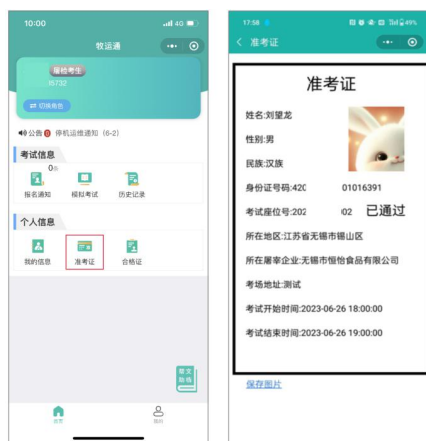 10:00
4G
牧运通
屠检考生
切换角色
公告 停机运维通知（6-2）
考试信息
报名通知 模拟考试 历史记录
个人信息
我的信息 准考证 合格证
帮文助档
首页 我的
17:58
准考证
准考证
姓名:刘望龙
性别:男
民族:汉族
身份证号码:420 01016391
考试座位号:202 02 已通过
所在地区:江苏省无锡市锡山区
所在屠宰企业:无锡市恒怡食品有限公司
考场地址:测试
考试开始时间:2023-06-26 18:00:00
考试结束时间:2023-06-26 19:00:00
保存图片